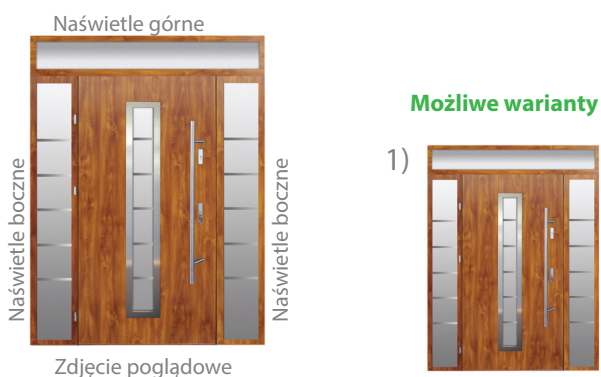 Naświetle górne
Naświetle boczne
Naświetle boczne
Zdjęcie poglądowe
Możliwe warianty
1)